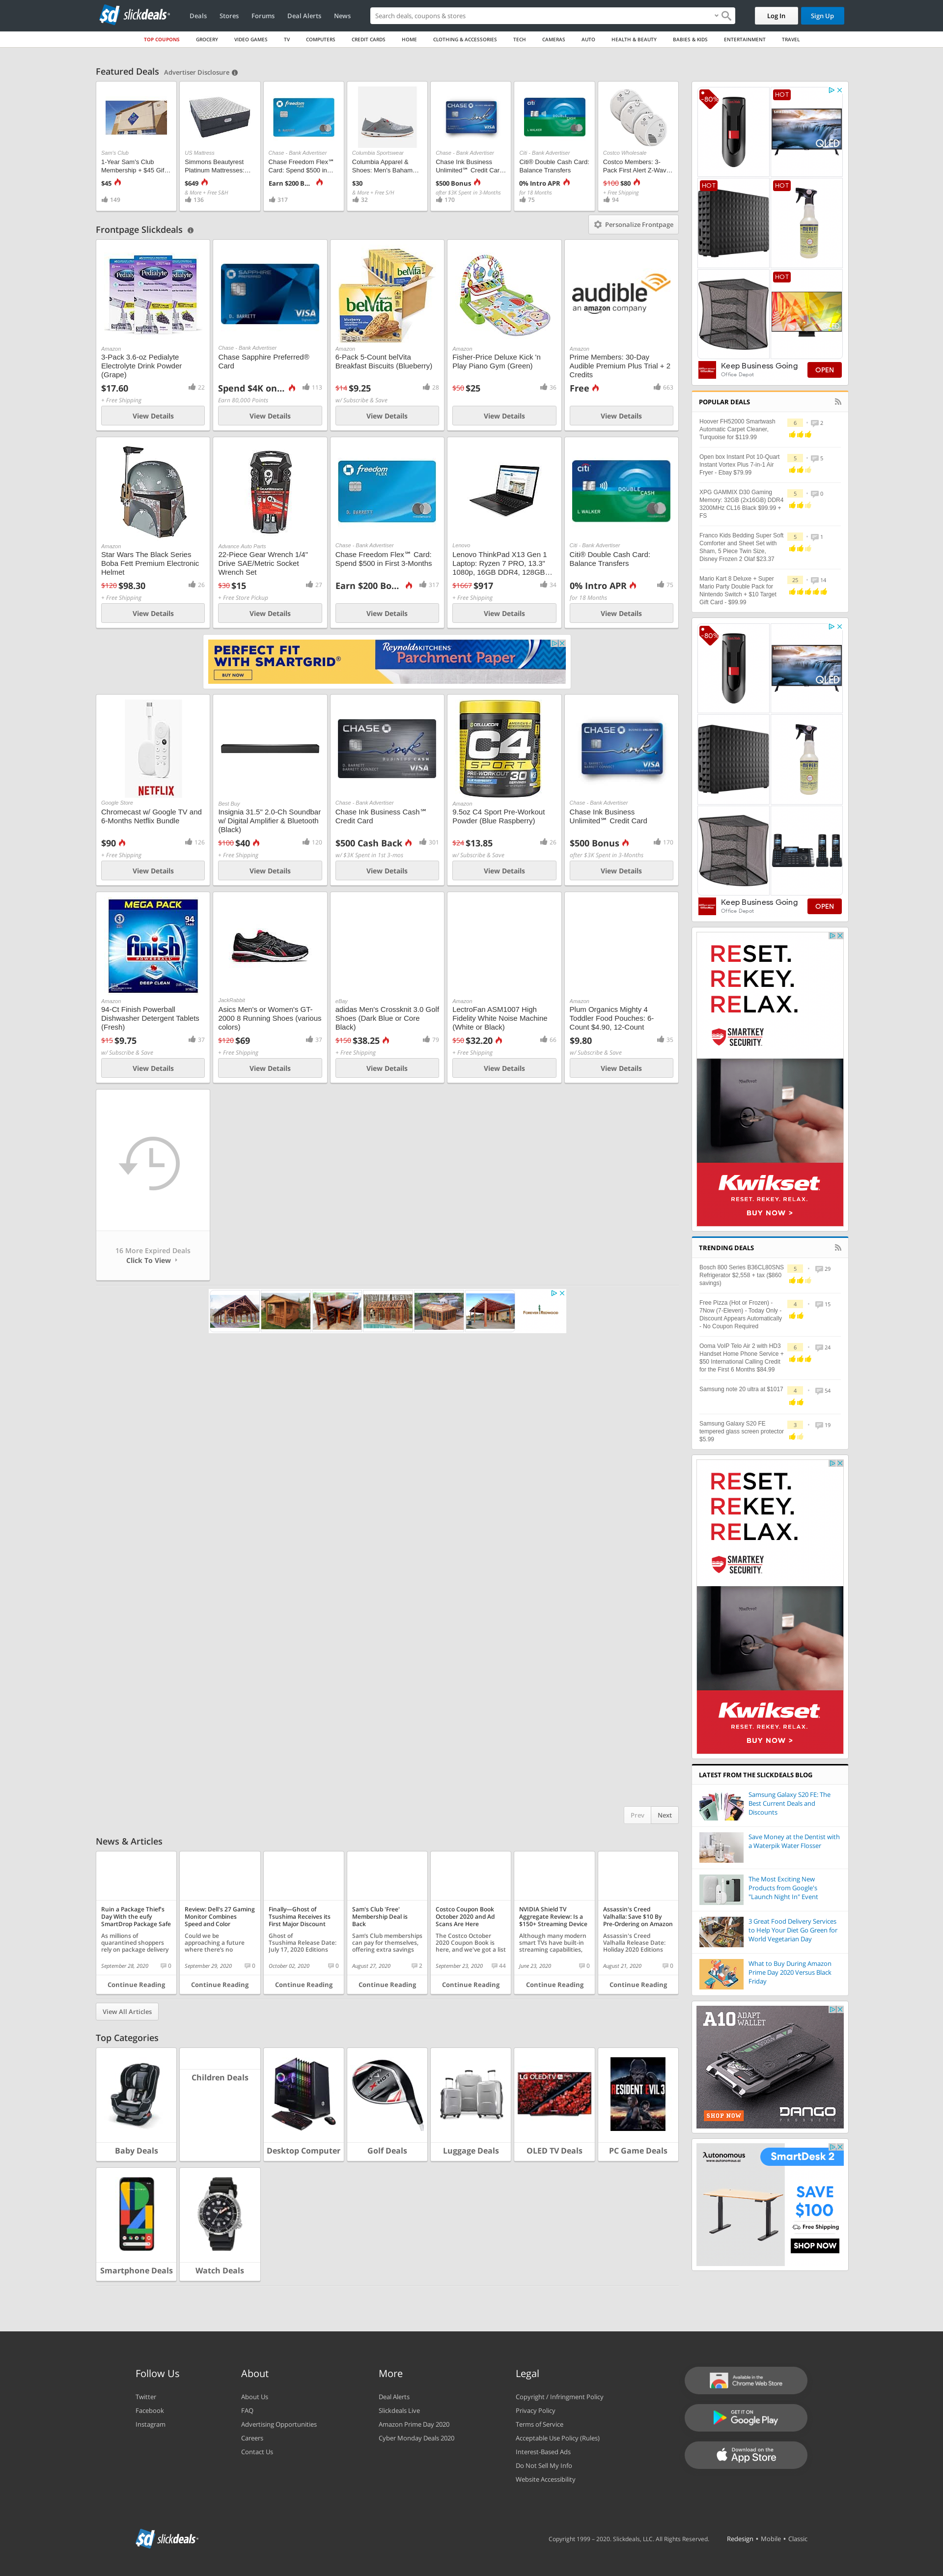 slickdeals
Deals
Stores
Forums
Deal Alerts
News
Search deals, coupons & stores
Log In
Sign Up
TOP COUPONS
GROCERY
VIDEO GAMES
TV
COMPUTERS
CREDIT CARDS
HOME
CLOTHING & ACCESSORIES
TECH
CAMERAS
AUTO
HEALTH & BEAUTY
BABIES & KIDS
ENTERTAINMENT
TRAVEL
Featured Deals
Advertiser Disclosure
Sam's Club
1-Year Sam's Club
Membership + $45 Gif...
$45
149
US Mattress
Simmons Beautyrest
Platinum Mattresses:...
$649
& More + Free S&H
136
Chase - Bank Advertiser
Chase Freedom Flex℠
Card: Spend $500 in...
Earn $200 B...
317
Columbia Sportswear
Columbia Apparel &
Shoes: Men's Baham...
$30
& More + Free S/H
32
Chase - Bank Advertiser
Chase Ink Business
Unlimited℠ Credit Car...
$500 Bonus
after $3K Spent in 3-Months
170
Citi - Bank Advertiser
Citi® Double Cash Card:
Balance Transfers
0% Intro APR
for 18 Months
75
Costco Wholesale
Costco Members: 3-
Pack First Alert Z-Wav...
$100 $80
+ Free Shipping
94
Frontpage Slickdeals
Personalize Frontpage
Amazon
3-Pack 3.6-oz Pedialyte
Electrolyte Drink Powder
(Grape)
$17.60
22
+ Free Shipping
View Details
Chase - Bank Advertiser
Chase Sapphire Preferred®
Card
Spend $4K on...
113
Earn 80,000 Points
View Details
Amazon
6-Pack 5-Count belVita
Breakfast Biscuits (Blueberry)
$14 $9.25
28
w/ Subscribe & Save
View Details
Amazon
Fisher-Price Deluxe Kick 'n
Play Piano Gym (Green)
$50 $25
36
View Details
audible
an amazon company
Amazon
Prime Members: 30-Day
Audible Premium Plus Trial + 2
Credits
Free
663
View Details
Amazon
Star Wars The Black Series
Boba Fett Premium Electronic
Helmet
$120 $98.30
26
+ Free Shipping
View Details
Advance Auto Parts
22-Piece Gear Wrench 1/4"
Drive SAE/Metric Socket
Wrench Set
$30 $15
27
+ Free Store Pickup
View Details
Chase - Bank Advertiser
Chase Freedom Flex℠ Card:
Spend $500 in First 3-Months
Earn $200 Bo...
317
View Details
Lenovo
Lenovo ThinkPad X13 Gen 1
Laptop: Ryzen 7 PRO, 13.3"
1080p, 16GB DDR4, 128GB...
$1667 $917
34
+ Free Shipping
View Details
Citi - Bank Advertiser
Citi® Double Cash Card:
Balance Transfers
0% Intro APR
75
for 18 Months
View Details
PERFECT FIT
WITH SMARTGRID®
BUY NOW
Reynolds KITCHENS
Parchment Paper
NETFLIX
Google Store
Chromecast w/ Google TV and
6-Months Netflix Bundle
$90
126
+ Free Shipping
View Details
Best Buy
Insignia 31.5" 2.0-Ch Soundbar
w/ Digital Amplifier & Bluetooth
(Black)
$100 $40
120
+ Free Shipping
View Details
Chase - Bank Advertiser
Chase Ink Business Cash℠
Credit Card
$500 Cash Back
301
w/ $3K Spent in 1st 3-mos
View Details
Amazon
9.5oz C4 Sport Pre-Workout
Powder (Blue Raspberry)
$24 $13.85
26
w/ Subscribe & Save
View Details
Chase - Bank Advertiser
Chase Ink Business
Unlimited℠ Credit Card
$500 Bonus
170
after $3K Spent in 3-Months
View Details
MEGA PACK
94
finish
POWERBALL
DEEP CLEAN
Amazon
94-Ct Finish Powerball
Dishwasher Detergent Tablets
(Fresh)
$15 $9.75
37
w/ Subscribe & Save
View Details
JackRabbit
Asics Men's or Women's GT-
2000 8 Running Shoes (various
colors)
$120 $69
37
+ Free Shipping
View Details
eBay
adidas Men's Crossknit 3.0 Golf
Shoes (Dark Blue or Core
Black)
$150 $38.25
79
+ Free Shipping
View Details
Amazon
LectroFan ASM1007 High
Fidelity White Noise Machine
(White or Black)
$50 $32.20
66
+ Free Shipping
View Details
Amazon
Plum Organics Mighty 4
Toddler Food Pouches: 6-
Count $4.90, 12-Count
$9.80
35
w/ Subscribe & Save
View Details
16 More Expired Deals
Click To View
Prev
Next
News & Articles
Ruin a Package Thief's
Day With the eufy
SmartDrop Package Safe
As millions of
quarantined shoppers
rely on package delivery
September 28, 2020
0
Continue Reading
Review: Dell's 27 Gaming
Monitor Combines
Speed and Color
Could we be
approaching a future
where there's no
September 29, 2020
0
Continue Reading
Finally—Ghost of
Tsushima Receives its
First Major Discount
Ghost of
Tsushima Release Date:
July 17, 2020 Editions
October 02, 2020
0
Continue Reading
Sam's Club 'Free'
Membership Deal is
Back
Sam's Club memberships
can pay for themselves,
offering extra savings
August 27, 2020
2
Continue Reading
Costco Coupon Book
October 2020 and Ad
Scans Are Here
The Costco October
2020 Coupon Book is
here, and we've got a list
September 23, 2020
44
Continue Reading
NVIDIA Shield TV
Aggregate Review: Is a
$150+ Streaming Device
Although many modern
smart TVs have built-in
streaming capabilities,
June 23, 2020
0
Continue Reading
Assassin's Creed
Valhalla: Save $10 By
Pre-Ordering on Amazon
Assassin's Creed
Valhalla Release Date:
Holiday 2020 Editions
August 21, 2020
0
Continue Reading
View All Articles
Top Categories
Baby Deals
Children Deals
Desktop Computer
Golf Deals
Luggage Deals
LG OLED TV
OLED TV Deals
RESIDENT EVIL 3
PC Game Deals
Smartphone Deals
Watch Deals
-80%
HOT
QLED
HOT
HOT
HOT
Keep Business Going
Office Depot
OPEN
POPULAR DEALS
Hoover FH52000 Smartwash
Automatic Carpet Cleaner,
Turquoise for $119.99
6
2
Open box Instant Pot 10-Quart
Instant Vortex Plus 7-in-1 Air
Fryer - Ebay $79.99
5
5
XPG GAMMIX D30 Gaming
Memory: 32GB (2x16GB) DDR4
3200MHz CL16 Black $99.99 +
FS
5
0
Franco Kids Bedding Super Soft
Comforter and Sheet Set with
Sham, 5 Piece Twin Size,
Disney Frozen 2 Olaf $23.37
5
1
Mario Kart 8 Deluxe + Super
Mario Party Double Pack for
Nintendo Switch + $10 Target
Gift Card - $99.99
25
14
-80%
QLED
Keep Business Going
Office Depot
OPEN
RESET.
REKEY.
RELAX.
SMARTKEY
SECURITY
Kwikset
RESET. REKEY. RELAX.
BUY NOW >
TRENDING DEALS
Bosch 800 Series B36CL80SNS
Refrigerator $2,558 + tax ($860
savings)
5
29
Free Pizza (Hot or Frozen) -
7Now (7-Eleven) - Today Only -
Discount Appears Automatically
- No Coupon Required
4
15
Ooma VoIP Telo Air 2 with HD3
Handset Home Phone Service +
$50 International Calling Credit
for the First 6 Months $84.99
6
24
Samsung note 20 ultra at $1017
4
54
Samsung Galaxy S20 FE
tempered glass screen protector
$5.99
3
19
RESET.
REKEY.
RELAX.
SMARTKEY
SECURITY
Kwikset
RESET. REKEY. RELAX.
BUY NOW >
LATEST FROM THE SLICKDEALS BLOG
Samsung Galaxy S20 FE: The
Best Current Deals and
Discounts
Save Money at the Dentist with
a Waterpik Water Flosser
The Most Exciting New
Products from Google's
"Launch Night In" Event
3 Great Food Delivery Services
to Help Your Diet Go Green for
World Vegetarian Day
What to Buy During Amazon
Prime Day 2020 Versus Black
Friday
A10 ADAPT
WALLET
SHOP NOW
DANGO
PRODUCTS
Autonomous
SmartDesk 2
SAVE
$100
Free Shipping
SHOP NOW
Follow Us
Twitter
Facebook
Instagram
About
About Us
FAQ
Advertising Opportunities
Careers
Contact Us
More
Deal Alerts
Slickdeals Live
Amazon Prime Day 2020
Cyber Monday Deals 2020
Legal
Copyright / Infringment Policy
Privacy Policy
Terms of Service
Acceptable Use Policy (Rules)
Interest-Based Ads
Do Not Sell My Info
Website Accessibility
Available in the
Chrome Web Store
GET IT ON
Google Play
Download on the
App Store
slickdeals
Copyright 1999 - 2020. Slickdeals, LLC. All Rights Reserved.
Redesign • Mobile • Classic